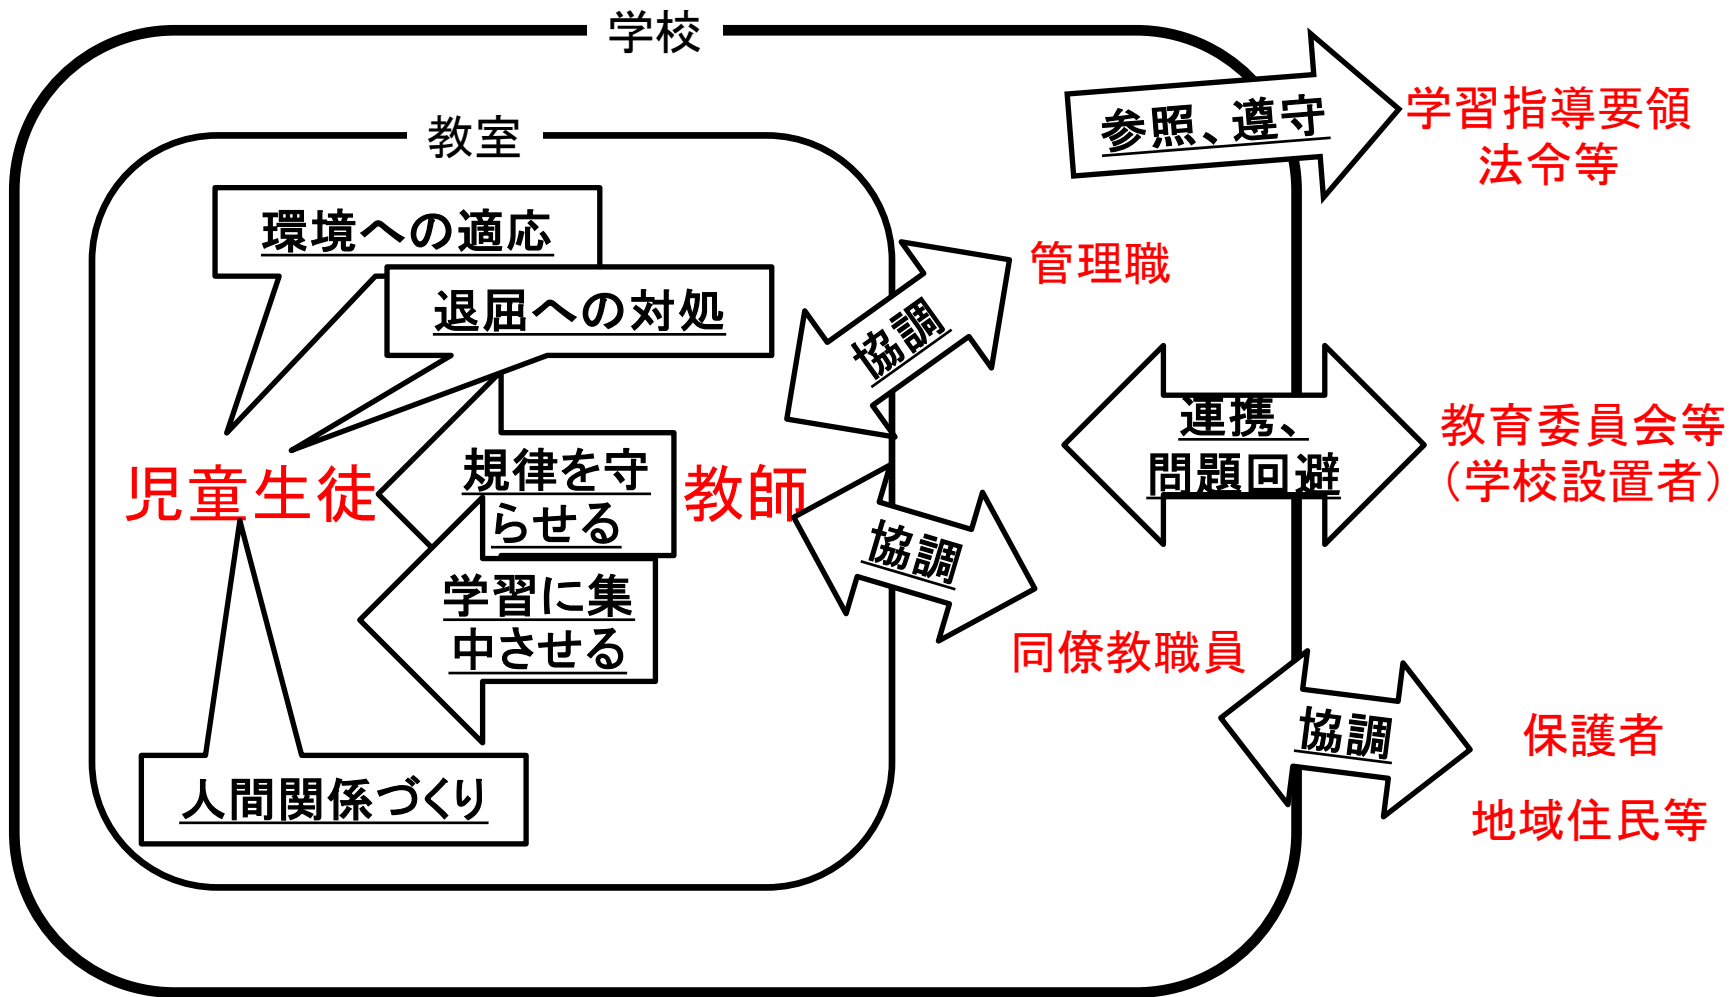 学校
教室
参照、遵守
学習指導要領
法令等
環境への適応
退屈への対処
管理職
協調
連携、
問題回避
教育委員会等
（学校設置者）
児童生徒
規律を守
らせる
教師
協調
学習に集
中させる
同僚教職員
協調
保護者
地域住民等
人間関係づくり